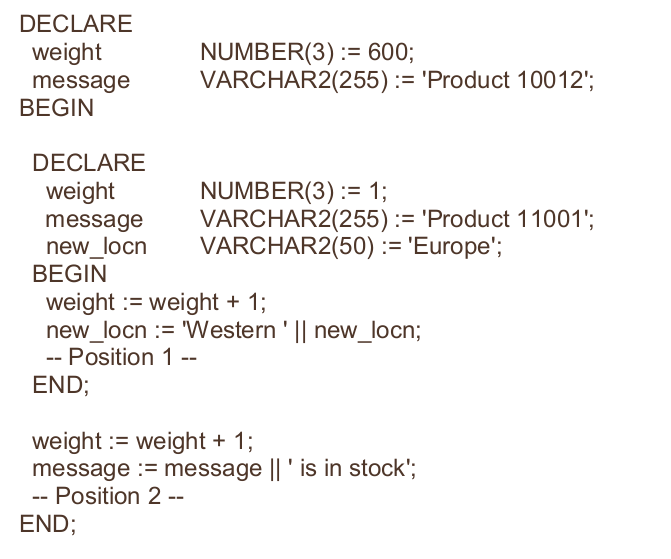 DECLARE
weight NUMBER(3) := 600;
message VARCHAR2(255) := 'Product 10012';
BEGIN
DECLARE
weight NUMBER(3) := 1;
message VARCHAR2(255) := 'Product 11001';
new_locn VARCHAR2(50) := 'Europe';
BEGIN
weight := weight + 1;
new_locn := 'Western ' || new_locn;
-- Position 1 --
END;
weight := weight + 1;
message := message || ' is in stock';
-- Position 2 --
END;